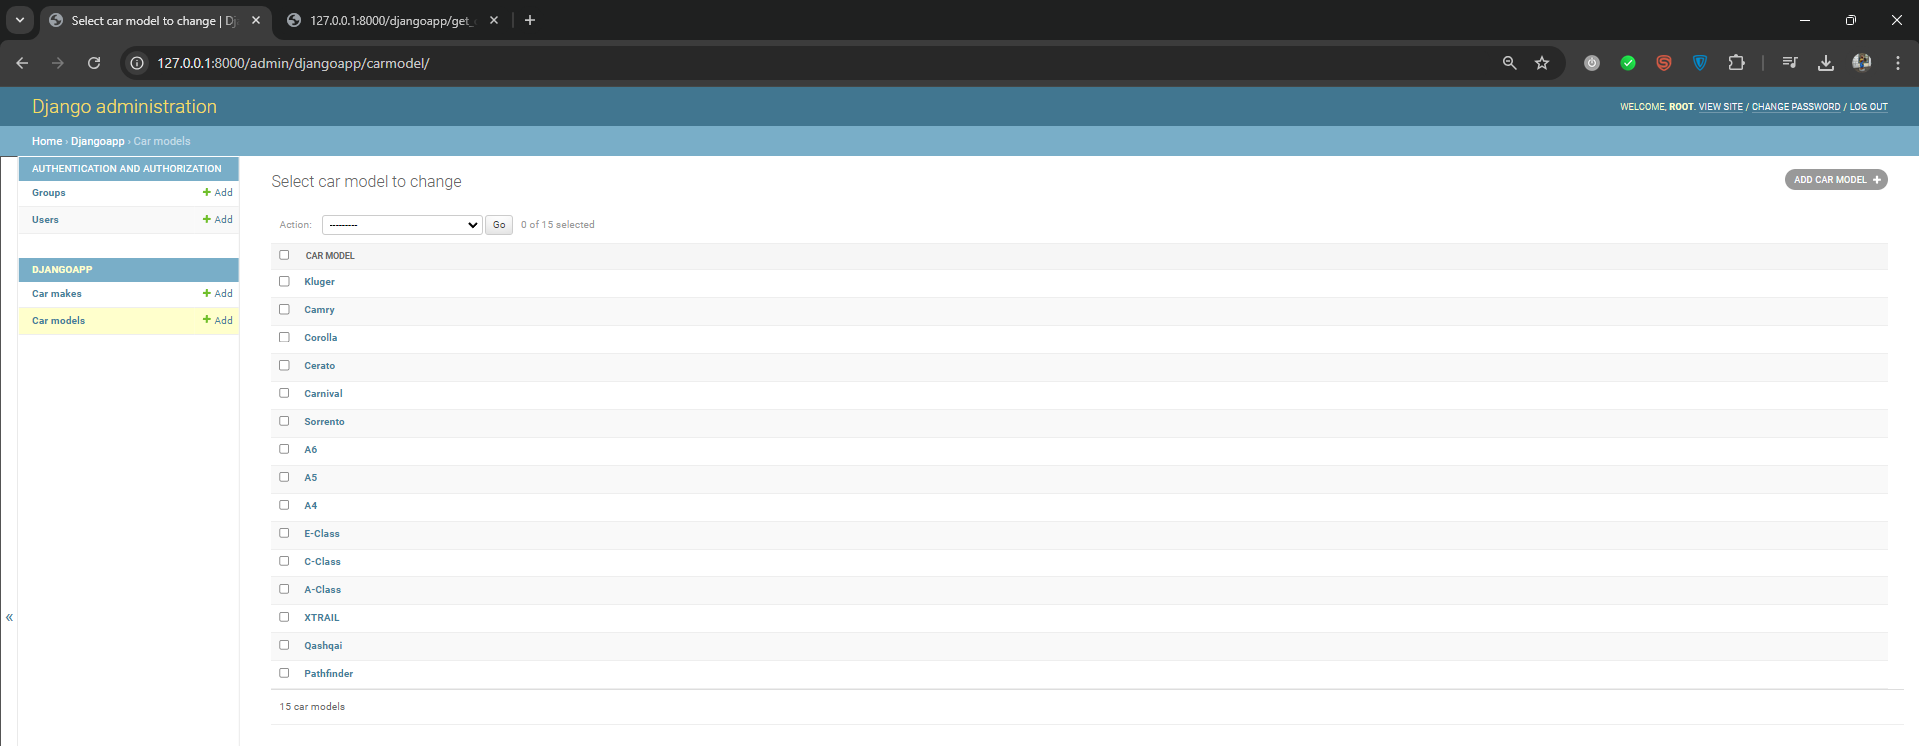 Select car model to change | Dj
127.0.0.1:8000/djangoapp/get_
127.0.0.1:8000/admin/djangoapp/carmodel/
Django administration
WELCOME, ROOT. VIEW SITE / CHANGE PASSWORD / LOG OUT
Home › Djangoapp › Car models
AUTHENTICATION AND AUTHORIZATION
Groups + Add
Users + Add
DJANGOAPP
Car makes + Add
Car models + Add
«
Select car model to change
ADD CAR MODEL +
Action: --------- Go 0 of 15 selected
CAR MODEL
Kluger
Camry
Corolla
Cerato
Carnival
Sorrento
A6
A5
A4
E-Class
C-Class
A-Class
XTRAIL
Qashqai
Pathfinder
15 car models